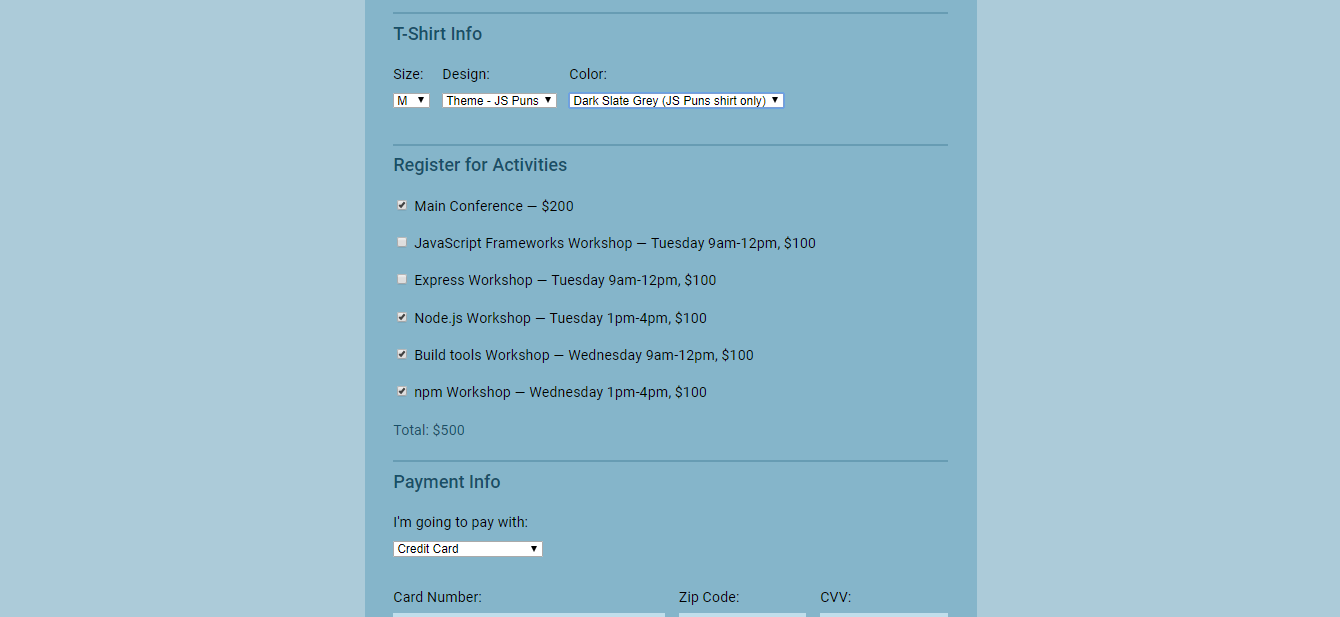 T-Shirt Info
Size: Design: Color:
M Theme - JS Puns Dark Slate Grey (JS Puns shirt only)
Register for Activities
Main Conference — $200
JavaScript Frameworks Workshop — Tuesday 9am-12pm, $100
Express Workshop — Tuesday 9am-12pm, $100
Node.js Workshop — Tuesday 1pm-4pm, $100
Build tools Workshop — Wednesday 9am-12pm, $100
npm Workshop — Wednesday 1pm-4pm, $100
Total: $500
Payment Info
I'm going to pay with:
Credit Card
Card Number: Zip Code: CVV: